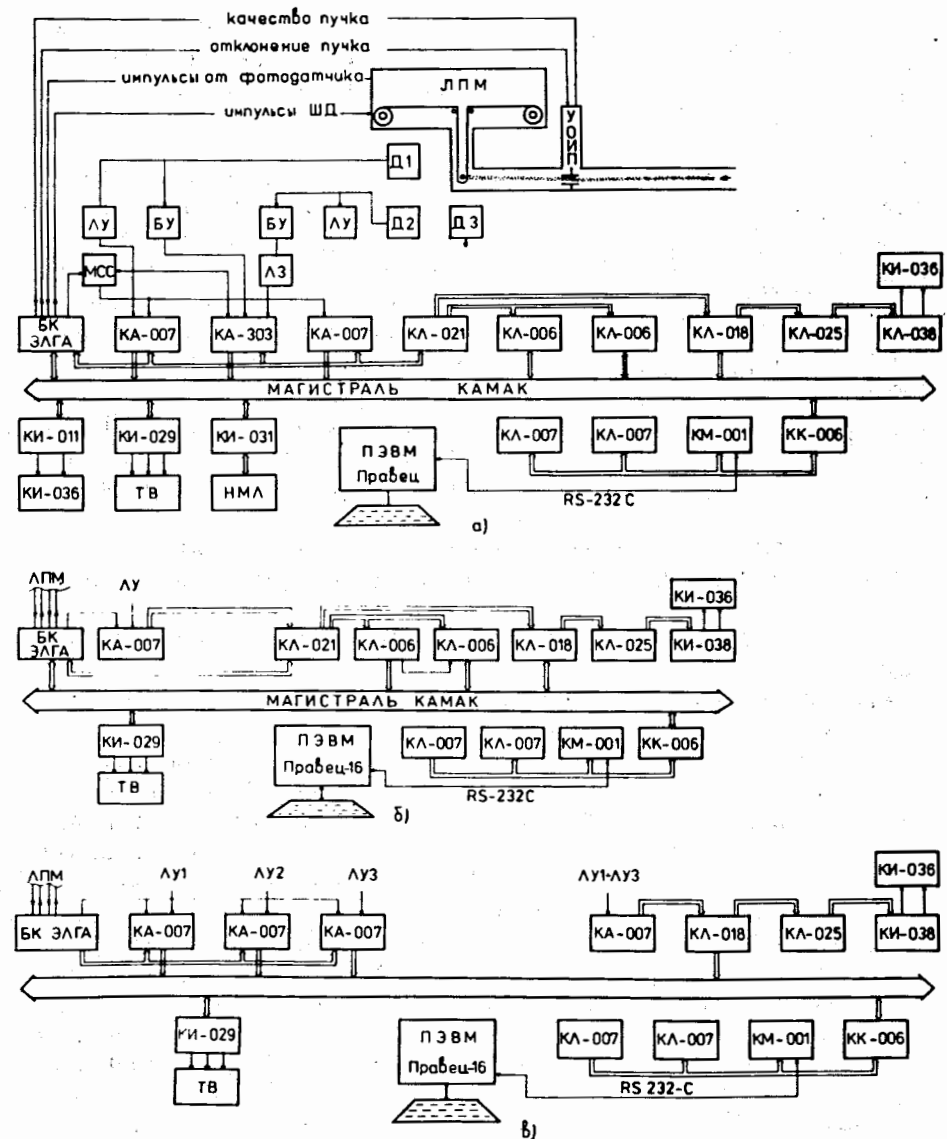 качество пучка
отклонение пучка
импульсы от фотодатчика
ЛПМ
импульсы ШД
УОИП
Д1
ЛУ
БУ
БУ
ЛУ
Д2
Д3
МСС
ЛЗ
КИ-036
БК ЭЛГА
КА-007
КА-303
КА-007
КЛ-021
КЛ-006
КЛ-006
КЛ-018
КЛ-025
КЛ-038
МАГИСТРАЛЬ КАМАК
КИ-011
КИ-029
КИ-031
ПЭВМ Правец
КЛ-007
КЛ-007
КМ-001
КК-006
КИ-036
ТВ
НМЛ
RS-232C
а)
ЛПМ
ЛУ
КИ-036
БК ЭЛГА
КА-007
КЛ-021
КЛ-006
КЛ-006
КЛ-018
КЛ-025
КИ-038
МАГИСТРАЛЬ КАМАК
КИ-029
ПЭВМ Правец-16
КЛ-007
КЛ-007
КМ-001
КК-006
ТВ
RS-232C
б)
ЛПМ
ЛУ1
ЛУ2
ЛУ3
ЛУ1-ЛУ3
КИ-036
БК ЭЛГА
КА-007
КА-007
КА-007
КА-007
КЛ-018
КЛ-025
КИ-038
КИ-029
ПЭВМ Правец-16
КЛ-007
КЛ-007
КМ-001
КК-006
ТВ
RS 232-C
в)